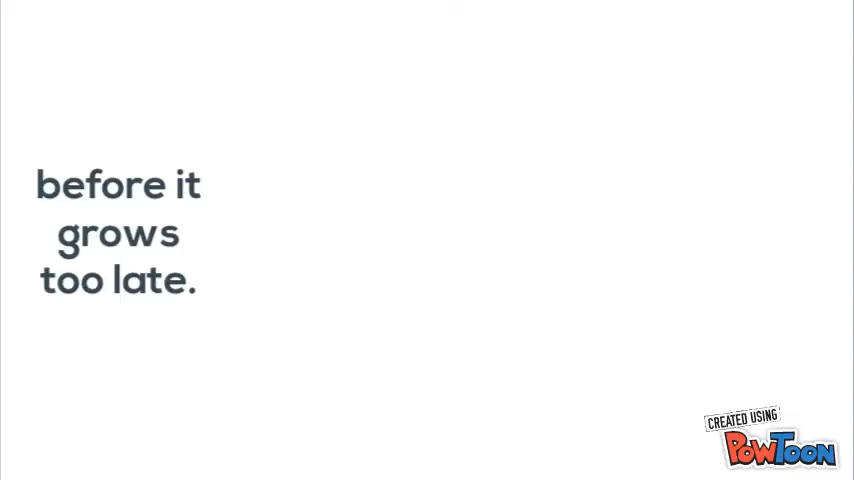 before it
grows
too late.
CREATED USING
POWTOON